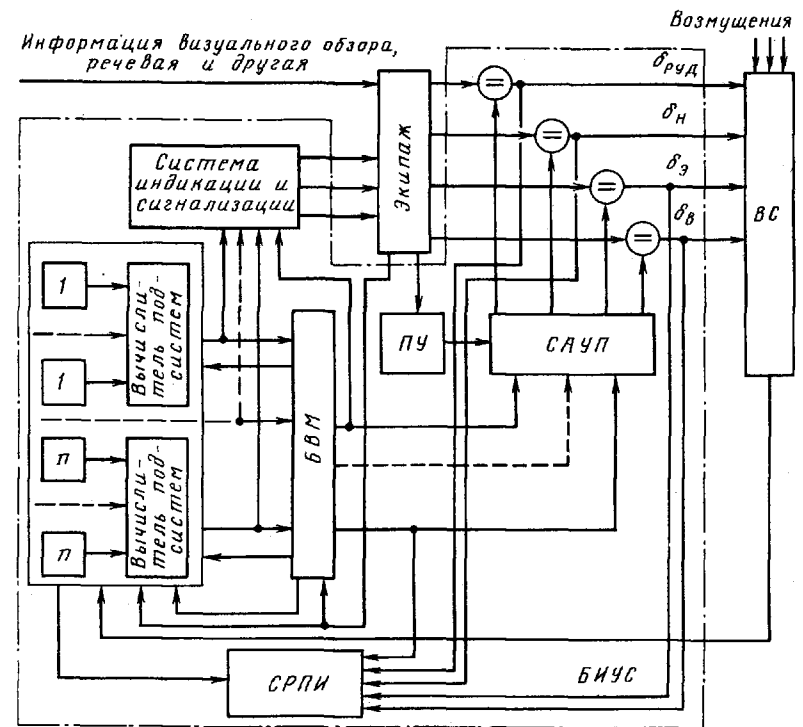 Возмущения
Информация визуального обзора,
речевая и другая
δРУД
δн
δэ
δв
Экипаж
ВС
Система
индикации и
сигнализации
1
1
Вычисли-
тель под-
систем
п
п
Вычисли-
тель под-
систем
БВМ
ПУ
САУП
СРПИ
БИУС